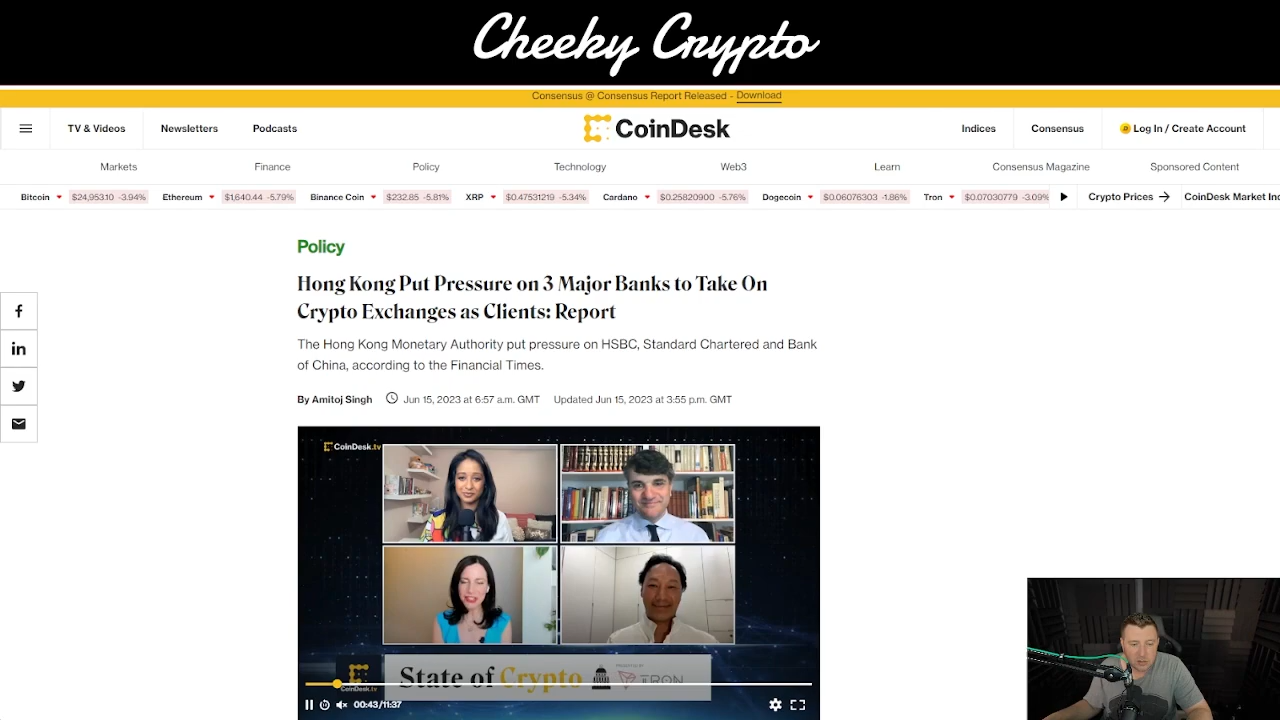 Cheeky Crypto
Consensus @ Consensus Report Released - Download
TV & Videos Newsletters Podcasts CoinDesk Indices Consensus Log In / Create Account
Markets Finance Policy Technology Web3 Learn Consensus Magazine Sponsored Content
Bitcoin $24,953.10 -3.94% Ethereum $1,640.44 -5.79% Binance Coin $232.85 -5.81% XRP $0.47531219 -5.34% Cardano $0.25820900 -5.76% Dogecoin $0.06076303 -1.86% Tron $0.07030779 -3.09% Crypto Prices CoinDesk Market Ind
Policy
Hong Kong Put Pressure on 3 Major Banks to Take On
Crypto Exchanges as Clients: Report
The Hong Kong Monetary Authority put pressure on HSBC, Standard Chartered and Bank
of China, according to the Financial Times.
By Amitoj Singh Jun 15, 2023 at 6:57 a.m. GMT Updated Jun 15, 2023 at 3:55 p.m. GMT
CoinDesk.tv
State of Crypto TRON
CoinDesk.tv
00:43/11:37